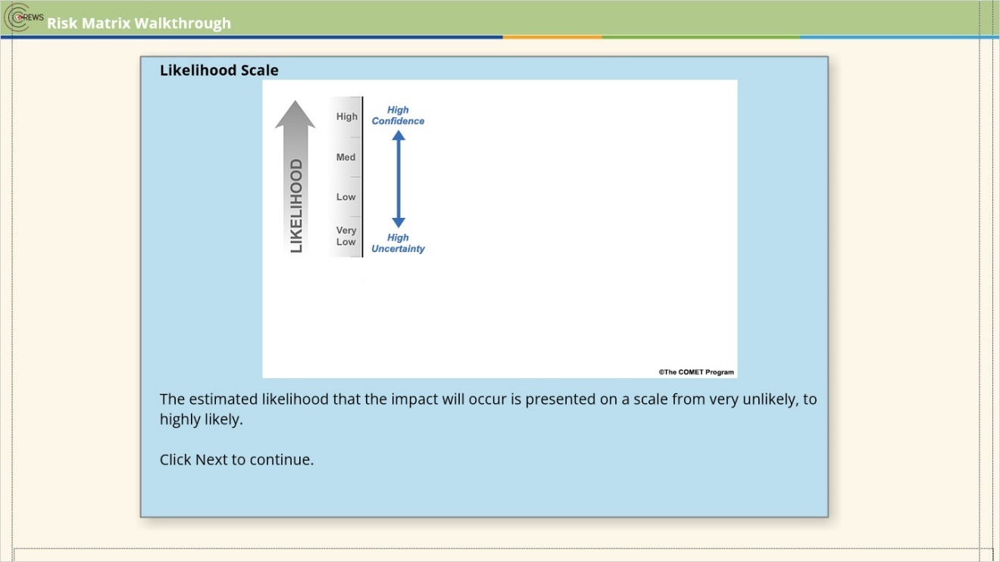 CREWS
Risk Matrix Walkthrough
Likelihood Scale
LIKELIHOOD
High
Med
Low
Very
Low
High
Confidence
High
Uncertainty
©The COMET Program
The estimated likelihood that the impact will occur is presented on a scale from very unlikely, to
highly likely.
Click Next to continue.